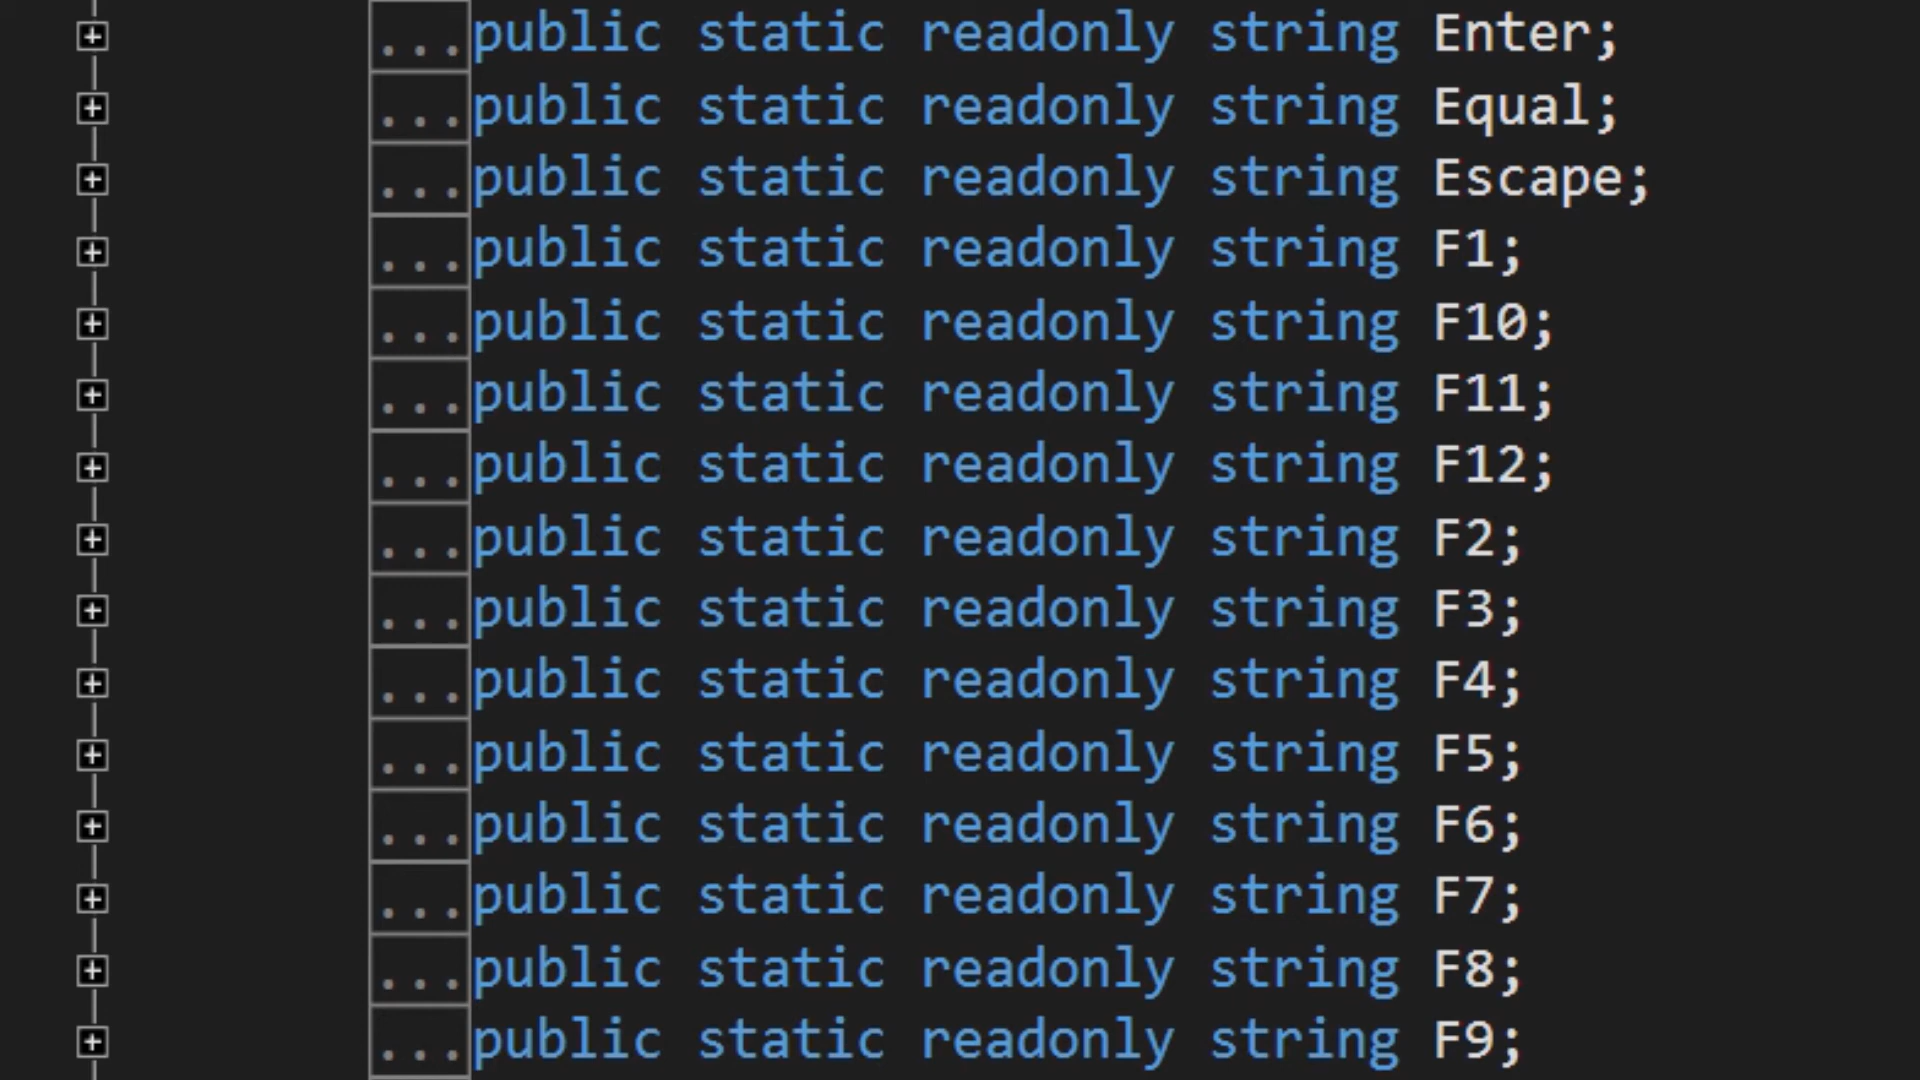 ...public static readonly string Enter;
...public static readonly string Equal;
...public static readonly string Escape;
...public static readonly string F1;
...public static readonly string F10;
...public static readonly string F11;
...public static readonly string F12;
...public static readonly string F2;
...public static readonly string F3;
...public static readonly string F4;
...public static readonly string F5;
...public static readonly string F6;
...public static readonly string F7;
...public static readonly string F8;
...public static readonly string F9;